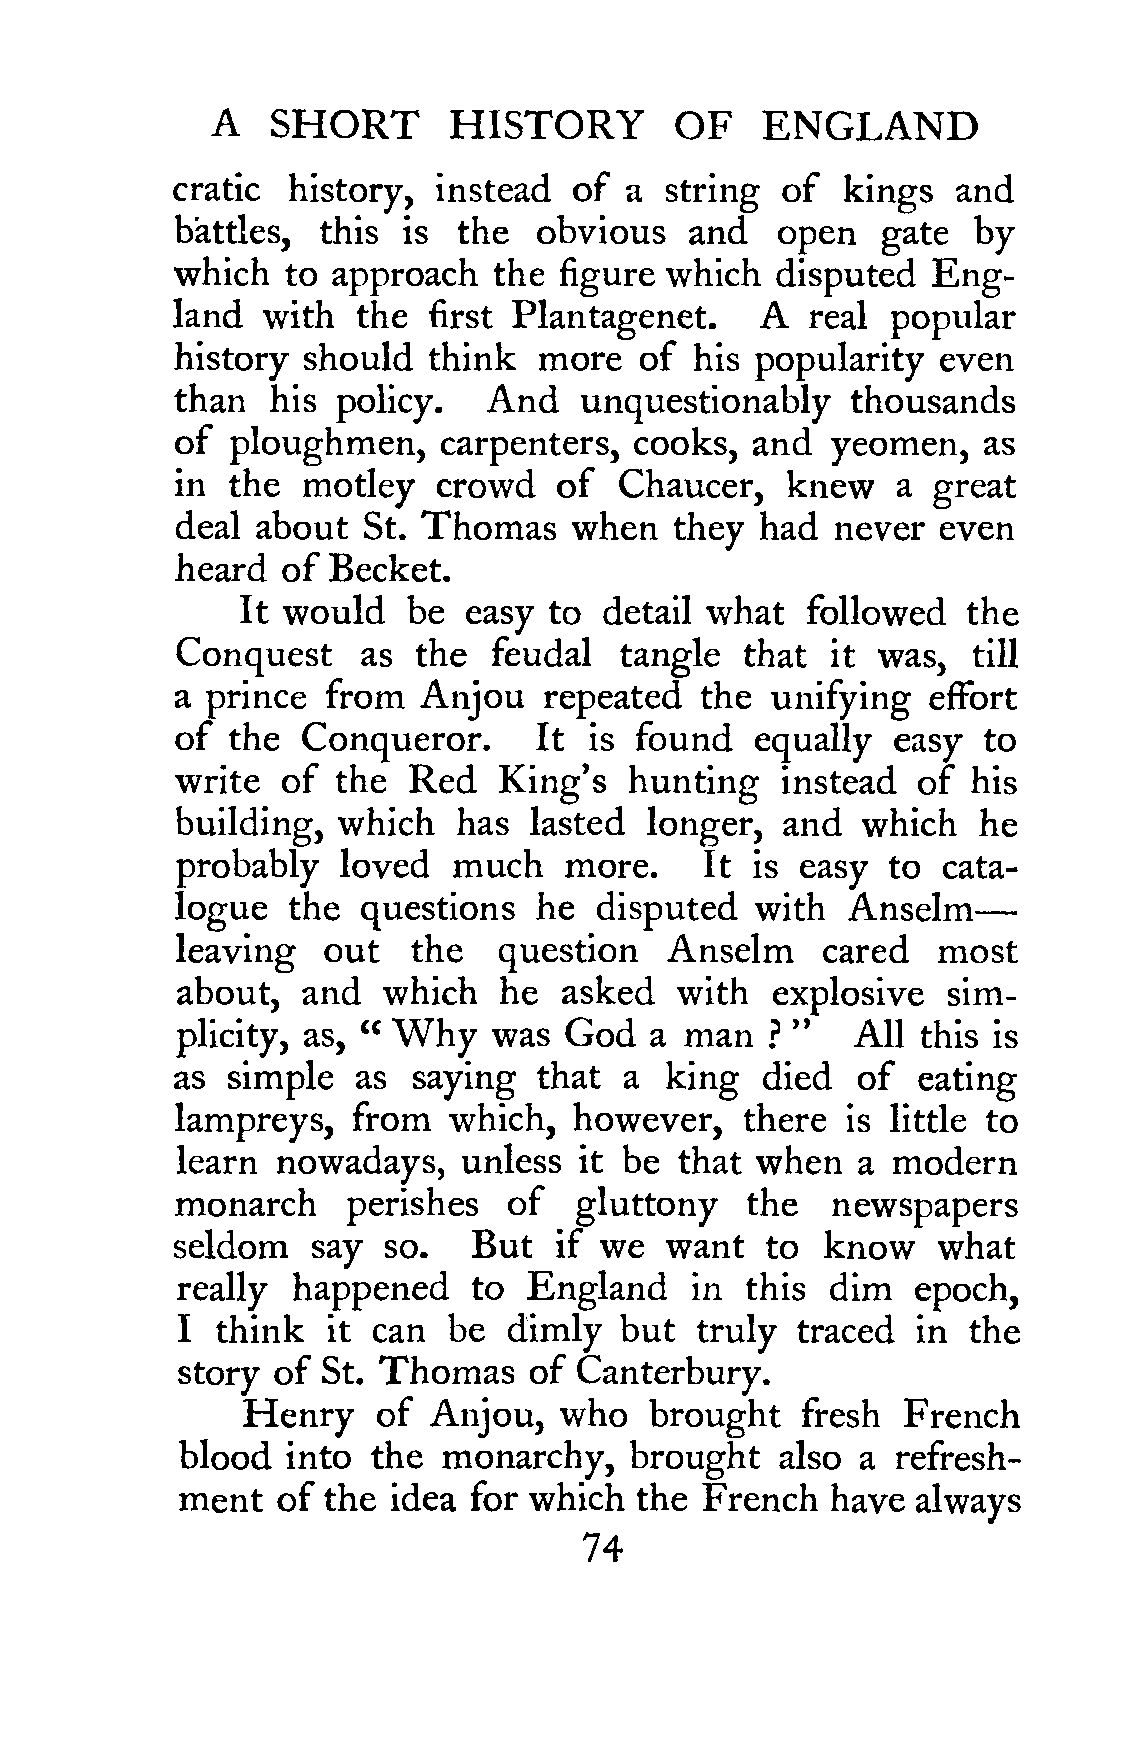 A SHORT HISTORY OF ENGLAND
cratic history, instead of a string of kings and
battles, this is the obvious and open gate by
which to approach the figure which disputed Eng-
land with the first Plantagenet. A real popular
history should think more of his popularity even
than his policy. And unquestionably thousands
of ploughmen, carpenters, cooks, and yeomen, as
in the motley crowd of Chaucer, knew a great
deal about St. Thomas when they had never even
heard of Becket.
It would be easy to detail what followed the
Conquest as the feudal tangle that it was, till
a prince from Anjou repeated the unifying effort
of the Conqueror. It is found equally easy to
write of the Red King's hunting instead of his
building, which has lasted longer, and which he
probably loved much more. It is easy to cata-
logue the questions he disputed with Anselm—
leaving out the question Anselm cared most
about, and which he asked with explosive sim-
plicity, as, “ Why was God a man ? ” All this is
as simple as saying that a king died of eating
lampreys, from which, however, there is little to
learn nowadays, unless it be that when a modern
monarch perishes of gluttony the newspapers
seldom say so. But if we want to know what
really happened to England in this dim epoch,
I think it can be dimly but truly traced in the
story of St. Thomas of Canterbury.
Henry of Anjou, who brought fresh French
blood into the monarchy, brought also a refresh-
ment of the idea for which the French have always
74